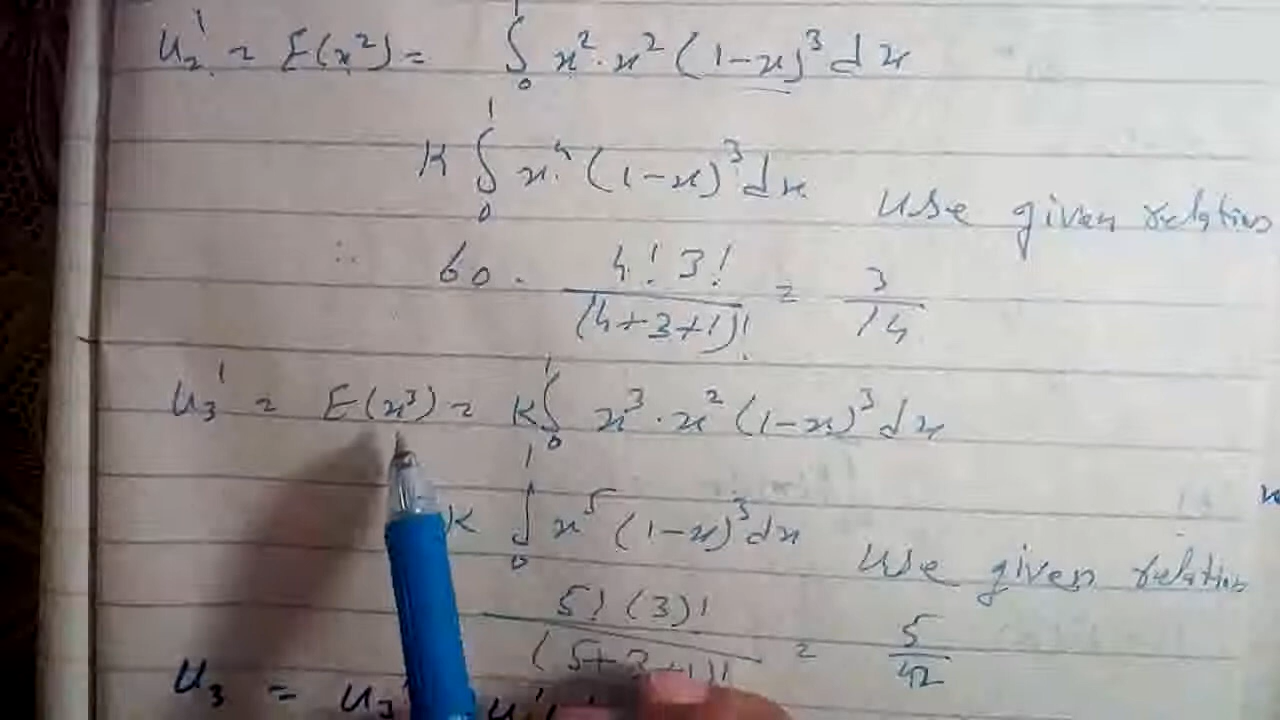 u₂' = E(x²) = ∫₀¹ x² · x² (1-x)³ dx
K ∫₀¹ x⁴ (1-x)³ dx use given relation
∴ 60 · 4! 3! / (4+3+1)! = 3/14
u₃' = E(x³) = K ∫₀¹ x³ · x² (1-x)³ dx
K ∫₀¹ x⁵ (1-x)³ dx use given relation
5! (3)! / (5+3+1)! = 5/42
u₃ = u₃'